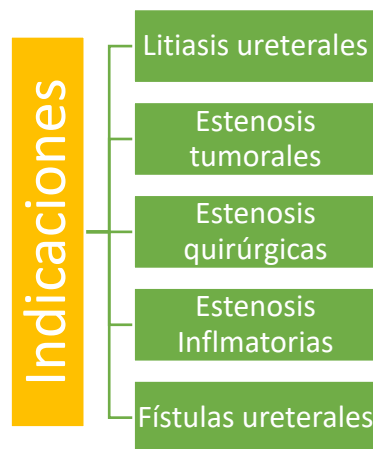 Indicaciones
Litiasis ureterales
Estenosis
tumorales
Estenosis
quirúrgicas
Estenosis
Inflmatorias
Fístulas ureterales